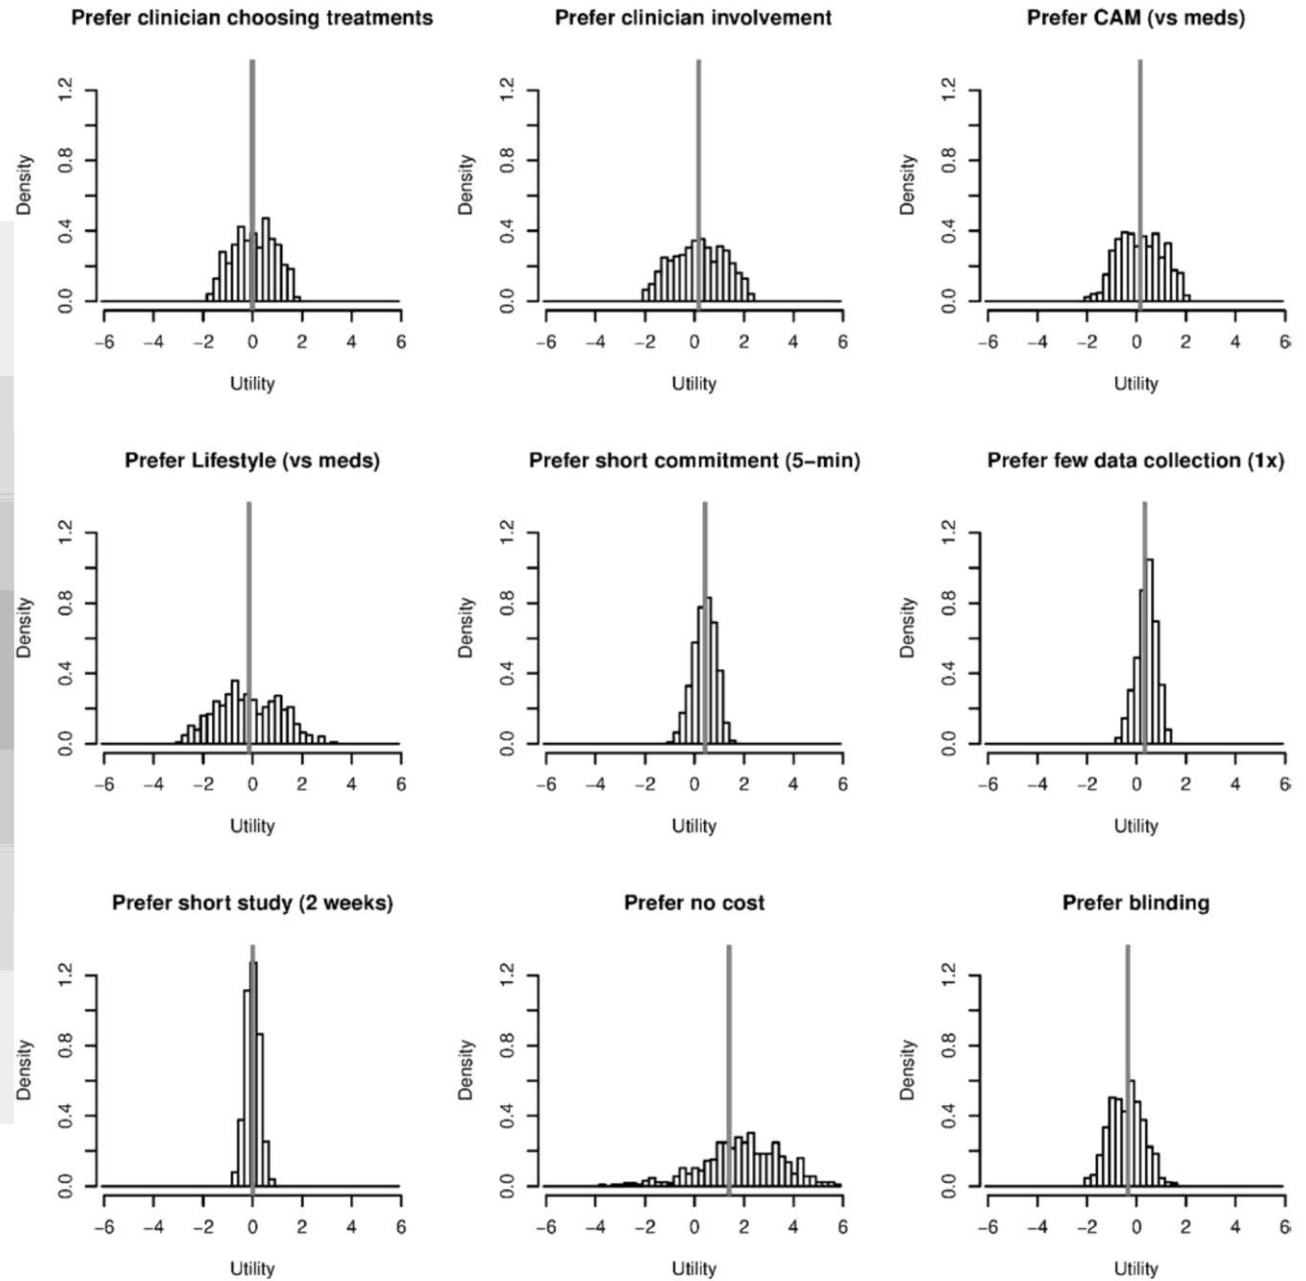 Prefer clinician choosing treatments
Prefer clinician involvement
Prefer CAM (vs meds)
Density
0.0 0.4 0.8 1.2
−6 −4 −2 0 2 4 6
Utility
Density
0.0 0.4 0.8 1.2
−6 −4 −2 0 2 4 6
Utility
Density
0.0 0.4 0.8 1.2
−6 −4 −2 0 2 4 6
Utility
Prefer Lifestyle (vs meds)
Prefer short commitment (5−min)
Prefer few data collection (1x)
Density
0.0 0.4 0.8 1.2
−6 −4 −2 0 2 4 6
Utility
Density
0.0 0.4 0.8 1.2
−6 −4 −2 0 2 4 6
Utility
Density
0.0 0.4 0.8 1.2
−6 −4 −2 0 2 4 6
Utility
Prefer short study (2 weeks)
Prefer no cost
Prefer blinding
Density
0.0 0.4 0.8 1.2
−6 −4 −2 0 2 4 6
Utility
Density
0.0 0.4 0.8 1.2
−6 −4 −2 0 2 4 6
Utility
Density
0.0 0.4 0.8 1.2
−6 −4 −2 0 2 4 6
Utility